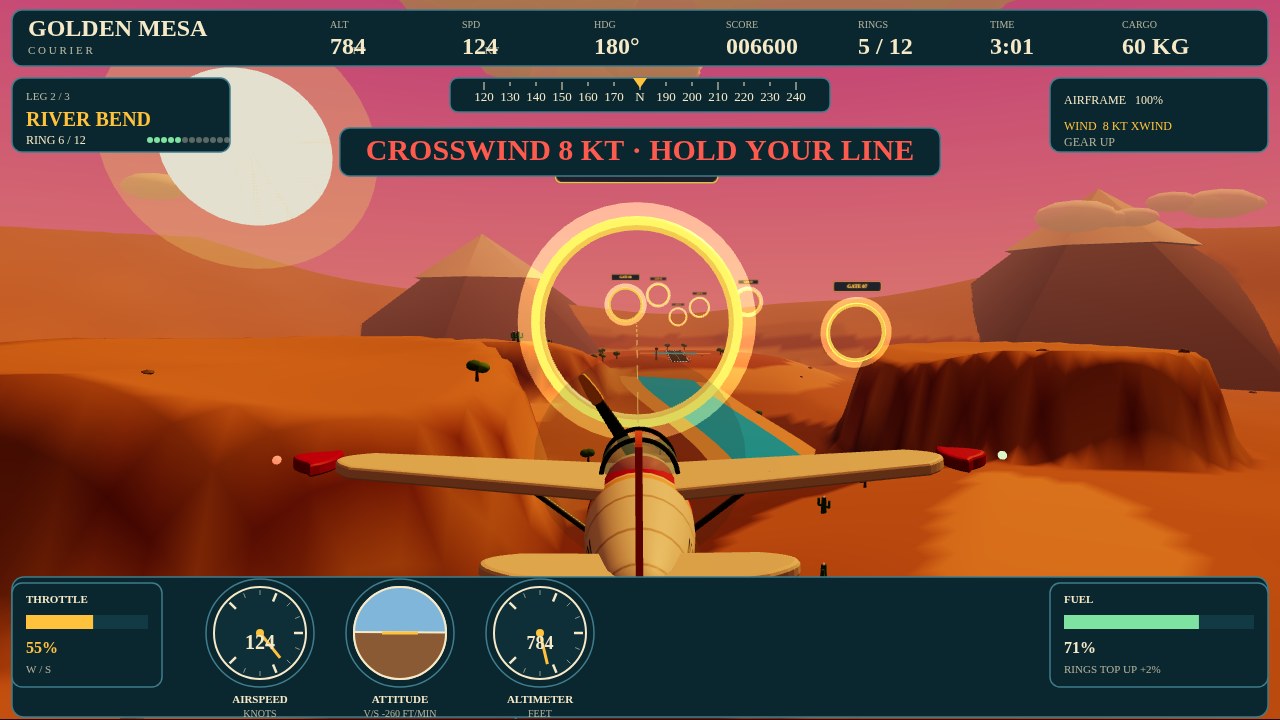 GOLDEN MESA
COURIER
ALT
784
SPD
124
HDG
180°
SCORE
006600
RINGS
5 / 12
TIME
3:01
CARGO
60 KG
LEG 2 / 3
RIVER BEND
RING 6 / 12
120 130 140 150 160 170 N 190 200 210 220 230 240
AIRFRAME 100%
WIND 8 KT XWIND
GEAR UP
CROSSWIND 8 KT · HOLD YOUR LINE
THROTTLE
55%
W / S
124
AIRSPEED
KNOTS
ATTITUDE
V/S -260 FT/MIN
784
ALTIMETER
FEET
FUEL
71%
RINGS TOP UP +2%